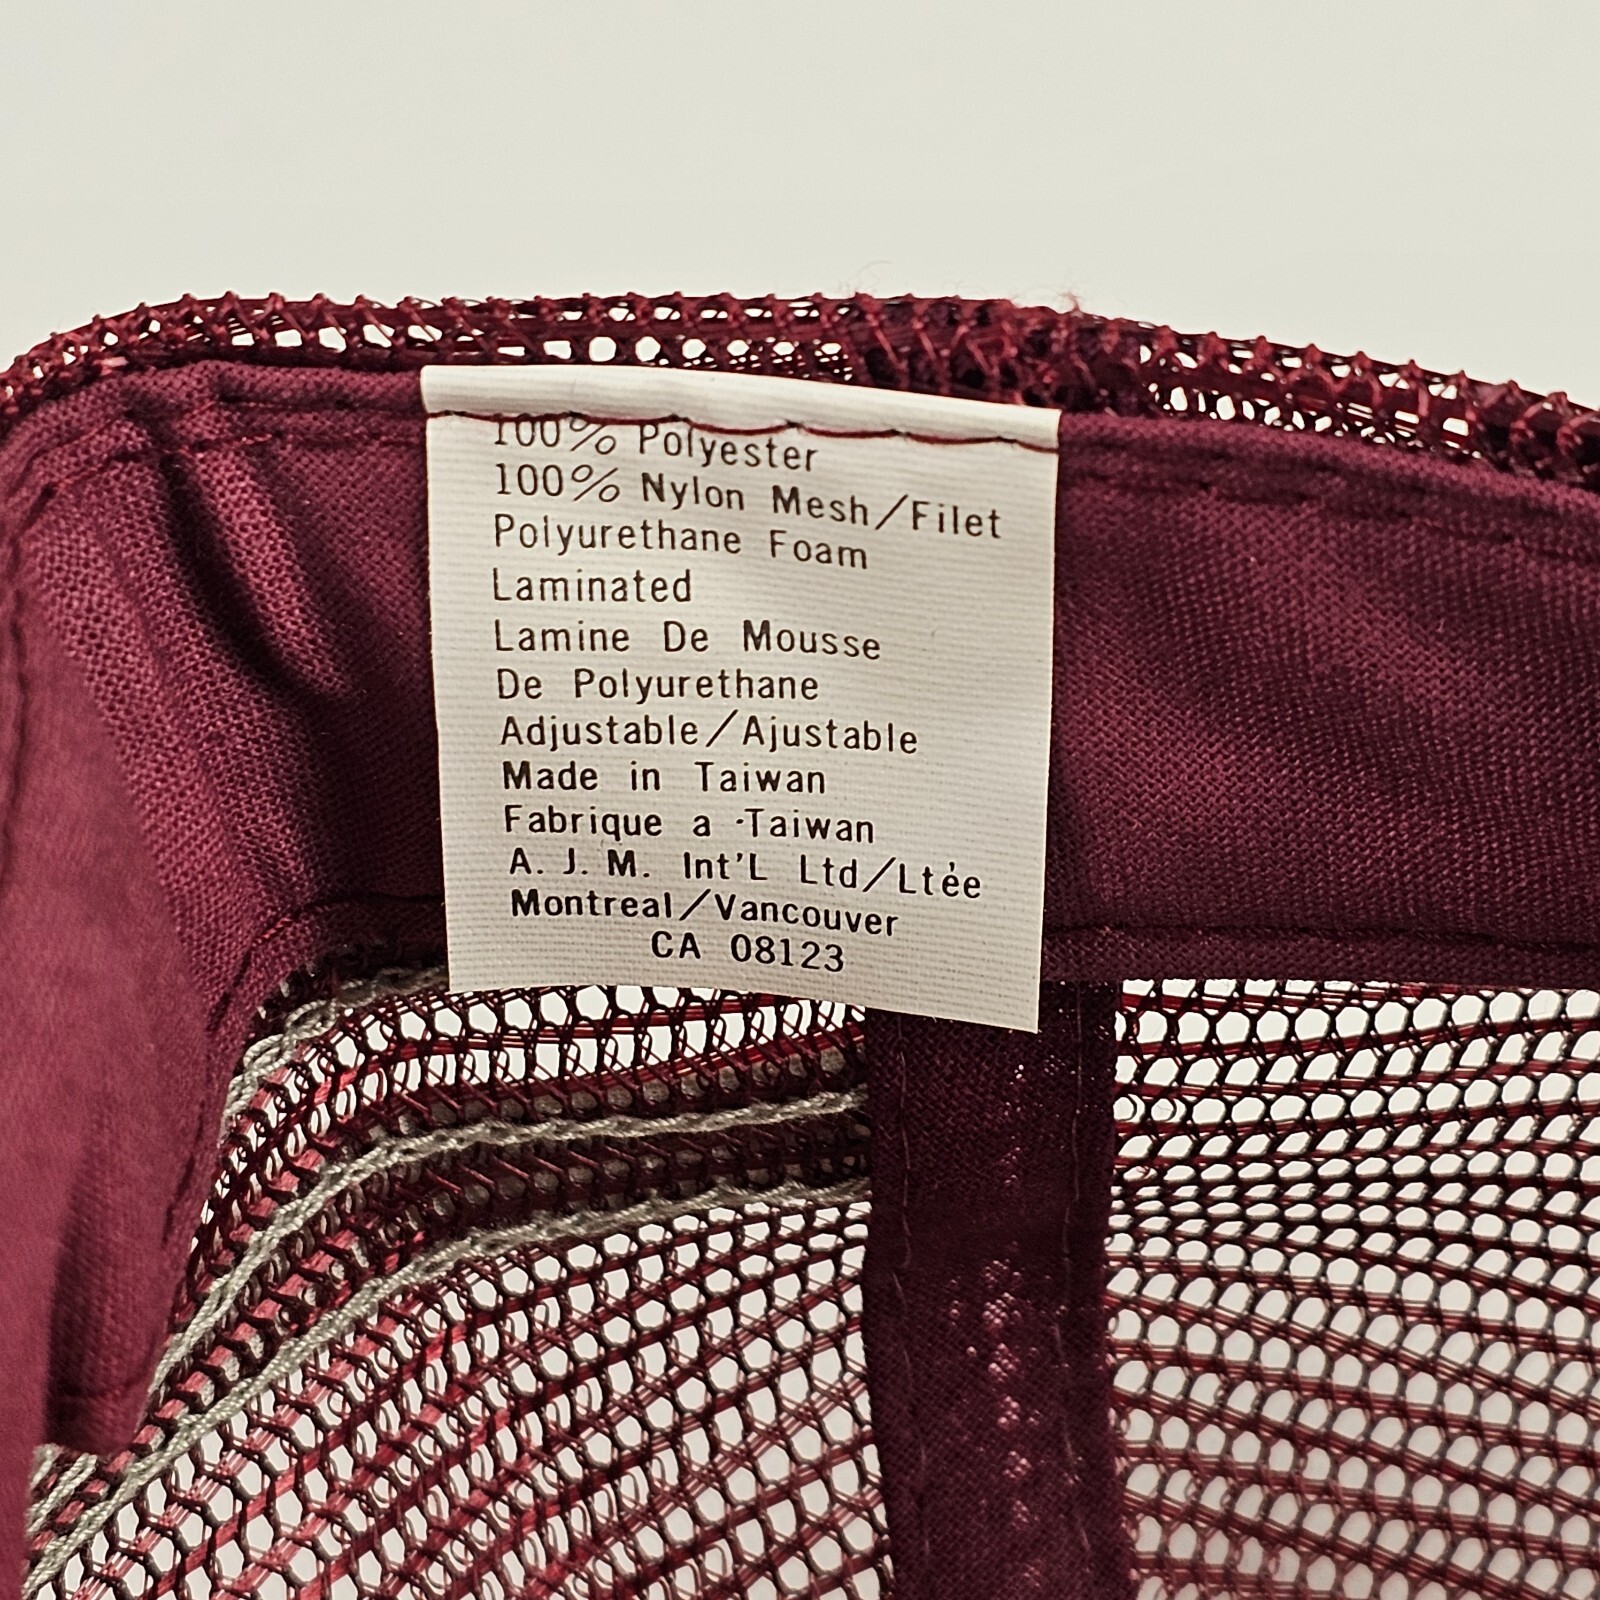 100% Polyester
100% Nylon Mesh/Filet
Polyurethane Foam
Laminated
Lamine De Mousse
De Polyurethane
Adjustable/Ajustable
Made in Taiwan
Fabrique a ·Taiwan
A. J. M. Int'L Ltd/Ltée
Montreal/Vancouver
CA 08123